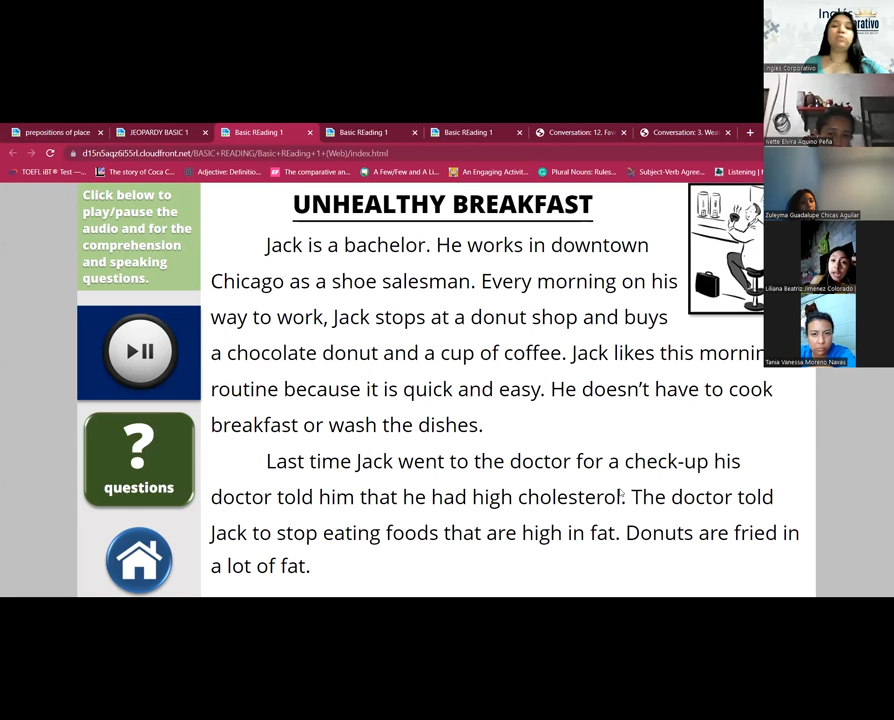 Inglés
orativo
Ingles Corporativo
prepositions of place
JEOPARDY BASIC 1
Basic REading 1
Basic REading 1
Basic REading 1
Conversation: 12. Fav
Conversation: 3. Wea
d15n5aqz6i55rl.cloudfront.net/BASIC+READING/Basic+REading+1+(Web)/index.html
TOEFL iBT® Test —...
The story of Coca C...
Adjective: Definitio...
The comparative an...
A Few/Few and A Li...
An Engaging Activit...
Plural Nouns: Rules...
Subject-Verb Agree...
Listening
Ivette Elvira Aquino Peña
Zuleyma Guadalupe Chicas Aguilar
Liliana Beatriz Jiménez Colorado
Tania Vanessa Moreno Navas
Click below to
play/pause the
audio and for the
comprehension
and speaking
questions.
?
questions
UNHEALTHY BREAKFAST
Jack is a bachelor. He works in downtown
Chicago as a shoe salesman. Every morning on his
way to work, Jack stops at a donut shop and buys
a chocolate donut and a cup of coffee. Jack likes this mornin
routine because it is quick and easy. He doesn't have to cook
breakfast or wash the dishes.
Last time Jack went to the doctor for a check-up his
doctor told him that he had high cholesterol. The doctor told
Jack to stop eating foods that are high in fat. Donuts are fried in
a lot of fat.